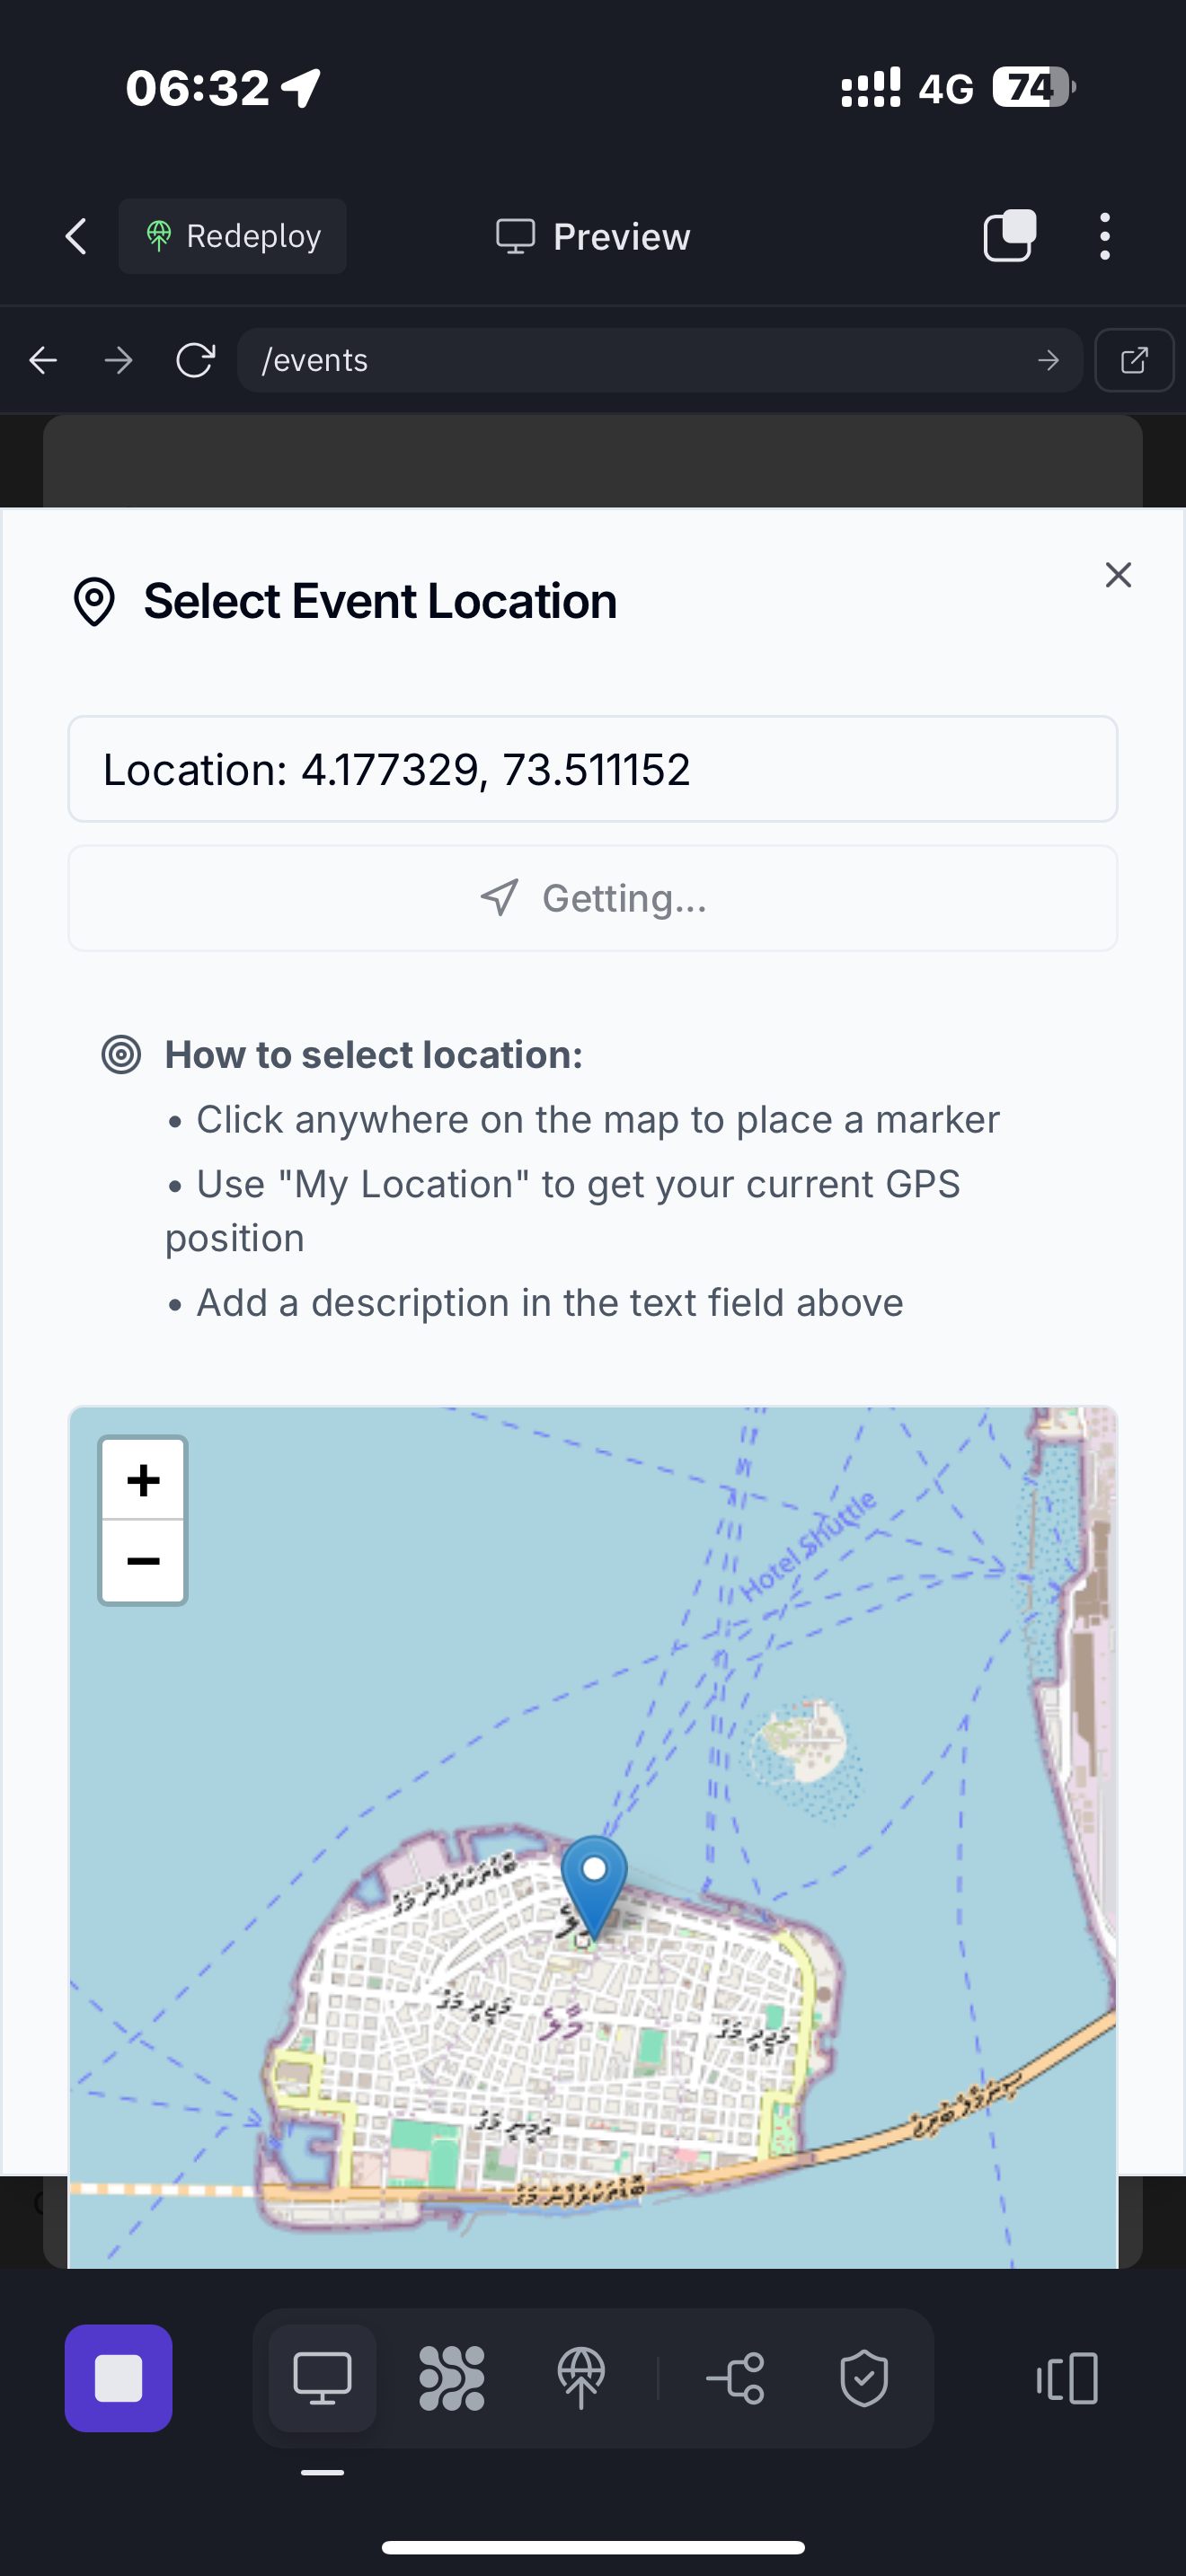 06:32
4G
74
Redeploy
Preview
/events
Select Event Location
Location: 4.177329, 73.511152
Getting...
How to select location:
• Click anywhere on the map to place a marker
• Use "My Location" to get your current GPS
position
• Add a description in the text field above
+
−
Hotel Shuttle
މާލެ